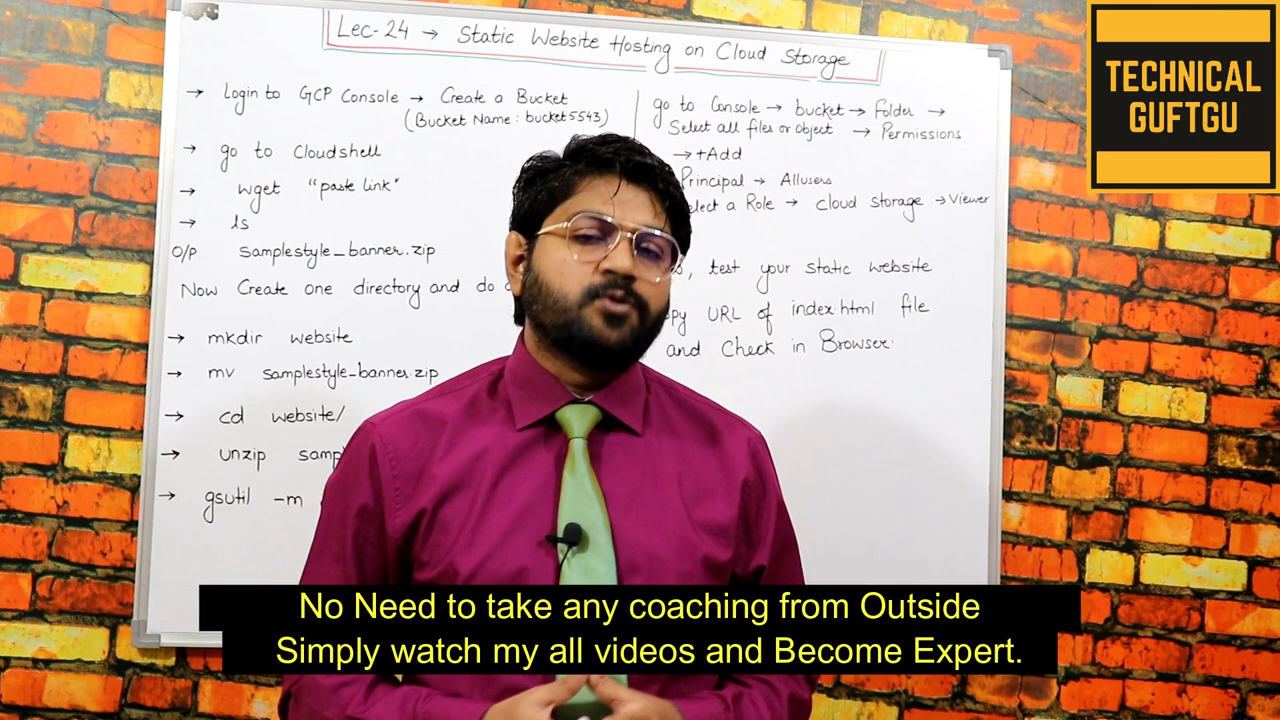 Lec-24 → Static Website Hosting on Cloud Storage
→ Login to GCP Console → Create a Bucket
(Bucket Name : bucket5543)
→ go to Cloudshell
→ wget "paste link"
→ ls
O/P samplestyle_banner.zip
Now Create one directory and do
→ mkdir website
→ mv samplestyle-banner.zip
→ cd website/
→ unzip samp
→ gsutil -m
go to Console → bucket → Folder →
Select all files or object → Permissions
→ +Add
Principal → Allusers
elect a Role → cloud storage → Viewer
, test your static website
py URL of index.html file
and Check in Browser.
TECHNICAL
GUFTGU
No Need to take any coaching from Outside
Simply watch my all videos and Become Expert.